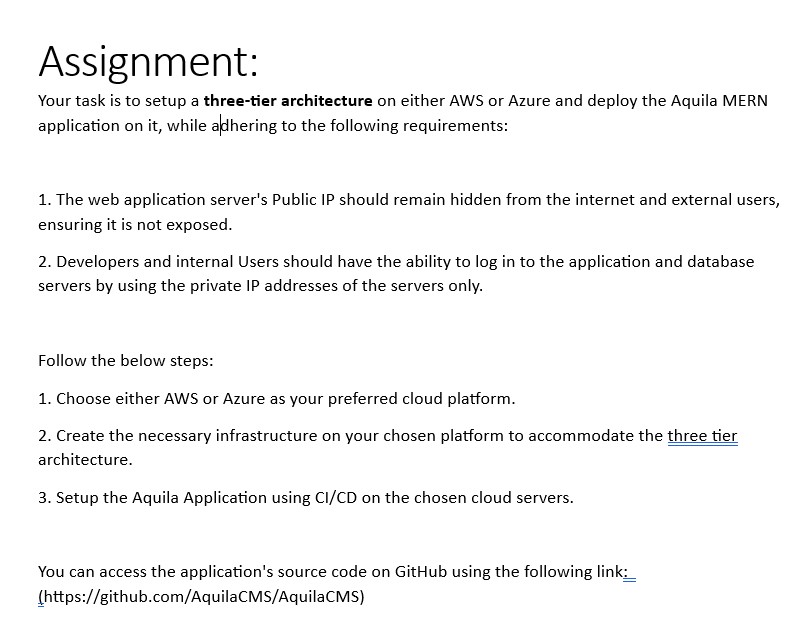 Assignment:
Your task is to setup a three-tier architecture on either AWS or Azure and deploy the Aquila MERN
application on it, while adhering to the following requirements:
1. The web application server's Public IP should remain hidden from the internet and external users,
ensuring it is not exposed.
2. Developers and internal Users should have the ability to log in to the application and database
servers by using the private IP addresses of the servers only.
Follow the below steps:
1. Choose either AWS or Azure as your preferred cloud platform.
2. Create the necessary infrastructure on your chosen platform to accommodate the three tier
architecture.
3. Setup the Aquila Application using CI/CD on the chosen cloud servers.
You can access the application's source code on GitHub using the following link:
(https://github.com/AquilaCMS/AquilaCMS)